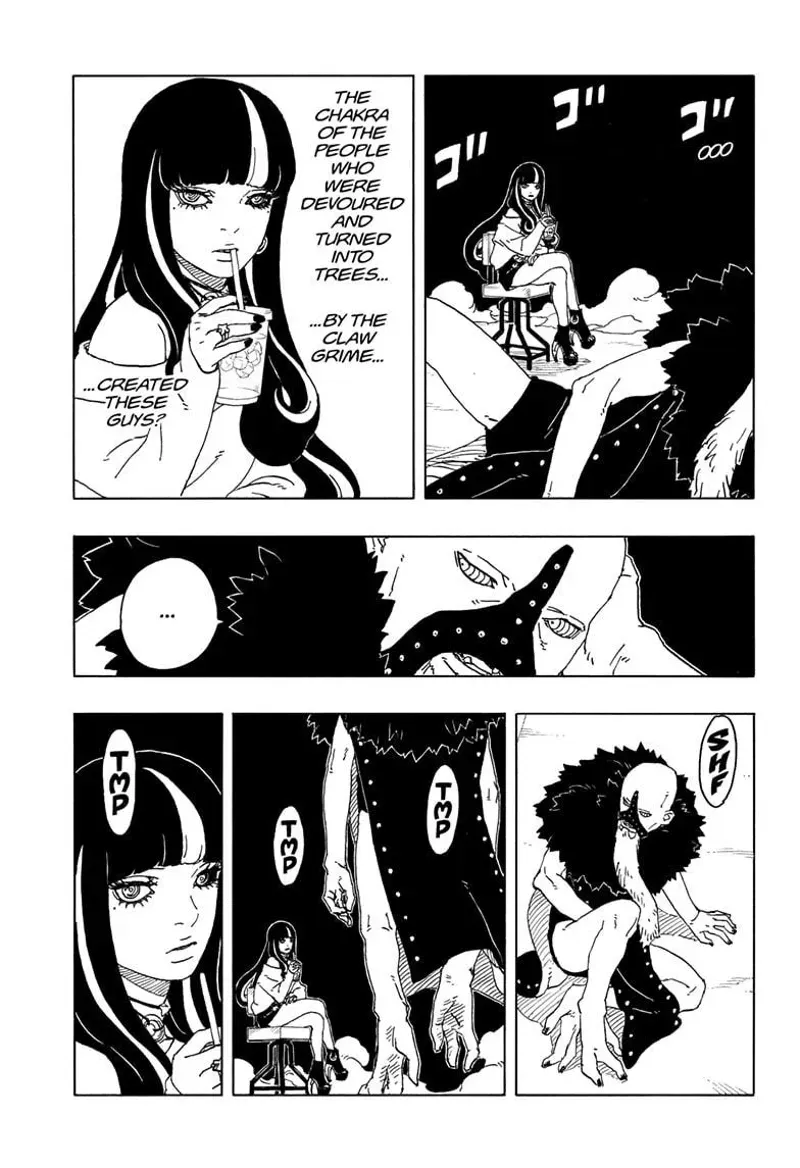 ゴ
ゴ
ゴ
OOO
THE
CHAKRA
OF THE
PEOPLE
WHO
WERE
DEVOURED
AND
TURNED
INTO
TREES...
...BY THE
CLAW
GRIME...
...CREATED
THESE
GUYS?
...
SHF
TMP
TMP
TMP